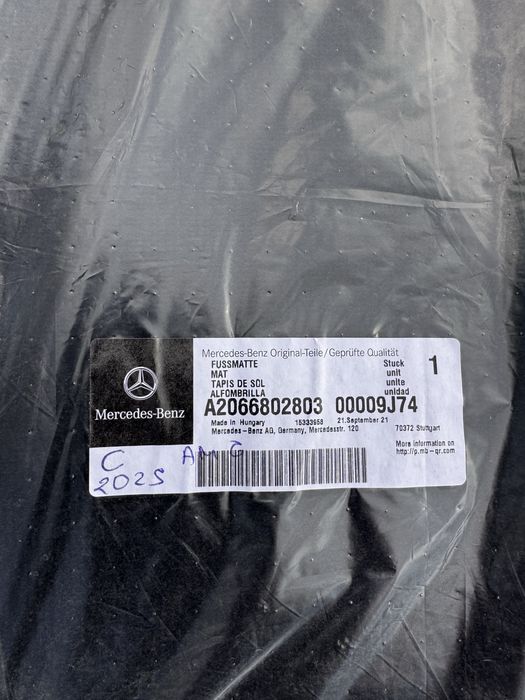 Mercedes-Benz Original-Teile/Geprüfte Qualität
FUSSMATTE Stuck 1
MAT unit
TAPIS DE SOL unite
ALFOMBRILLA unidad
A2066802803 00009J74
Made in Hungary 15333958 21.September 21
Mercedes-Benz AG, Germany, Mercedesstr. 120 70372 Stuttgart
More information on
http://p.mb-qr.com
Mercedes-Benz
C AMG
2025